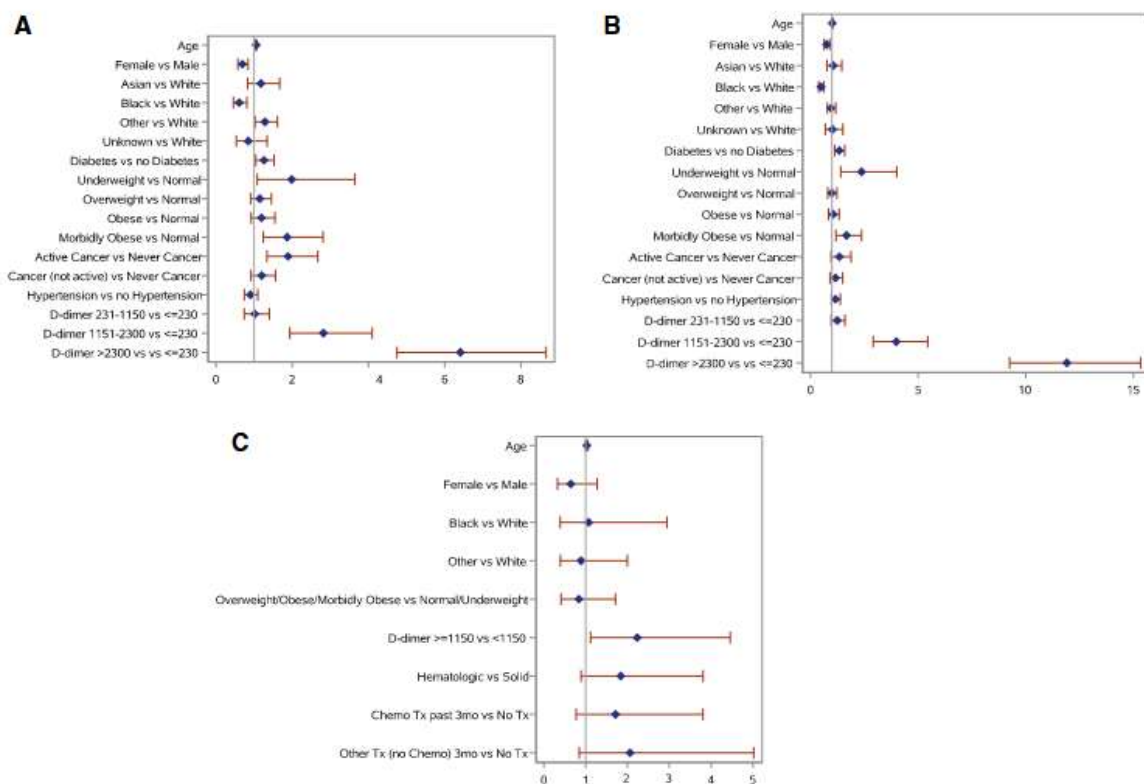 A
Age
Female vs Male
Asian vs White
Black vs White
Other vs White
Unknown vs White
Diabetes vs no Diabetes
Underweight vs Normal
Overweight vs Normal
Obese vs Normal
Morbidly Obese vs Normal
Active Cancer vs Never Cancer
Cancer (not active) vs Never Cancer
Hypertension vs no Hypertension
D-dimer 231-1150 vs <=230
D-dimer 1151-2300 vs <=230
D-dimer >2300 vs vs <=230
0 2 4 6 8
B
Age
Female vs Male
Asian vs White
Black vs White
Other vs White
Unknown vs White
Diabetes vs no Diabetes
Underweight vs Normal
Overweight vs Normal
Obese vs Normal
Morbidly Obese vs Normal
Active Cancer vs Never Cancer
Cancer (not active) vs Never Cancer
Hypertension vs no Hypertension
D-dimer 231-1150 vs <=230
D-dimer 1151-2300 vs <=230
D-dimer >2300 vs vs <=230
0 5 10 15
C
Age
Female vs Male
Black vs White
Other vs White
Overweight/Obese/Morbidly Obese vs Normal/Underweight
D-dimer >=1150 vs <1150
Hematologic vs Solid
Chemo Tx past 3mo vs No Tx
Other Tx (no Chemo) 3mo vs No Tx
0 1 2 3 4 5